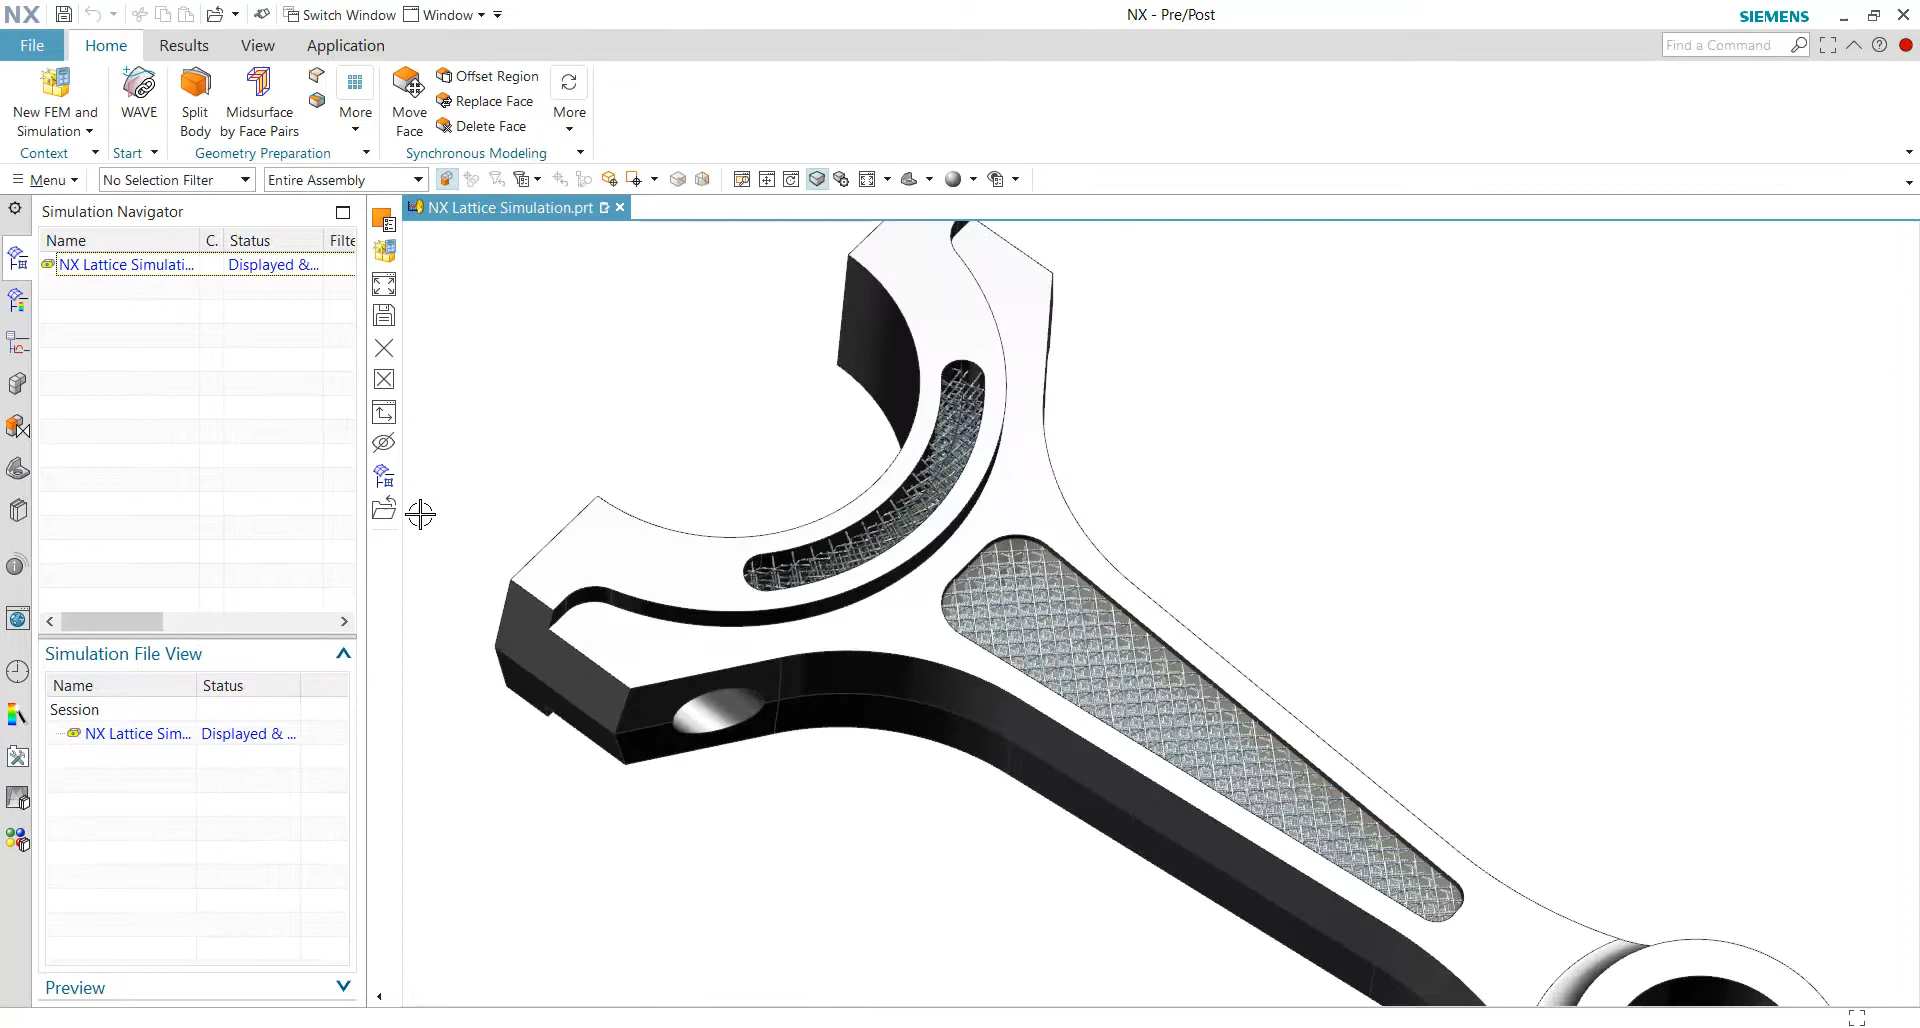 NX Switch Window Window NX - Pre/Post SIEMENS
File Home Results View Application Find a Command
New FEM and Simulation
WAVE
Split Body
Midsurface by Face Pairs
More
Move Face
Offset Region
Replace Face
Delete Face
More
Context Start Geometry Preparation Synchronous Modeling
Menu No Selection Filter Entire Assembly
Simulation Navigator
NX Lattice Simulation.prt
Name C. Status Filte
NX Lattice Simulati... Displayed &...
Simulation File View
Name Status
Session
NX Lattice Sim... Displayed & ...
Preview